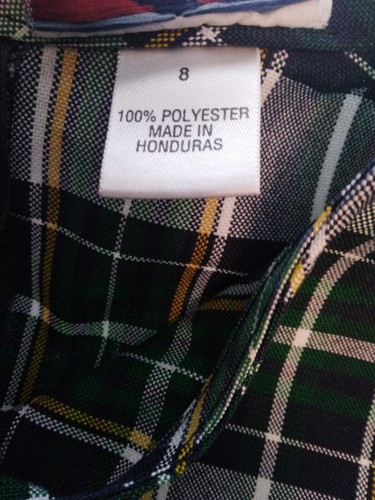 8
100% POLYESTER
MADE IN
HONDURAS